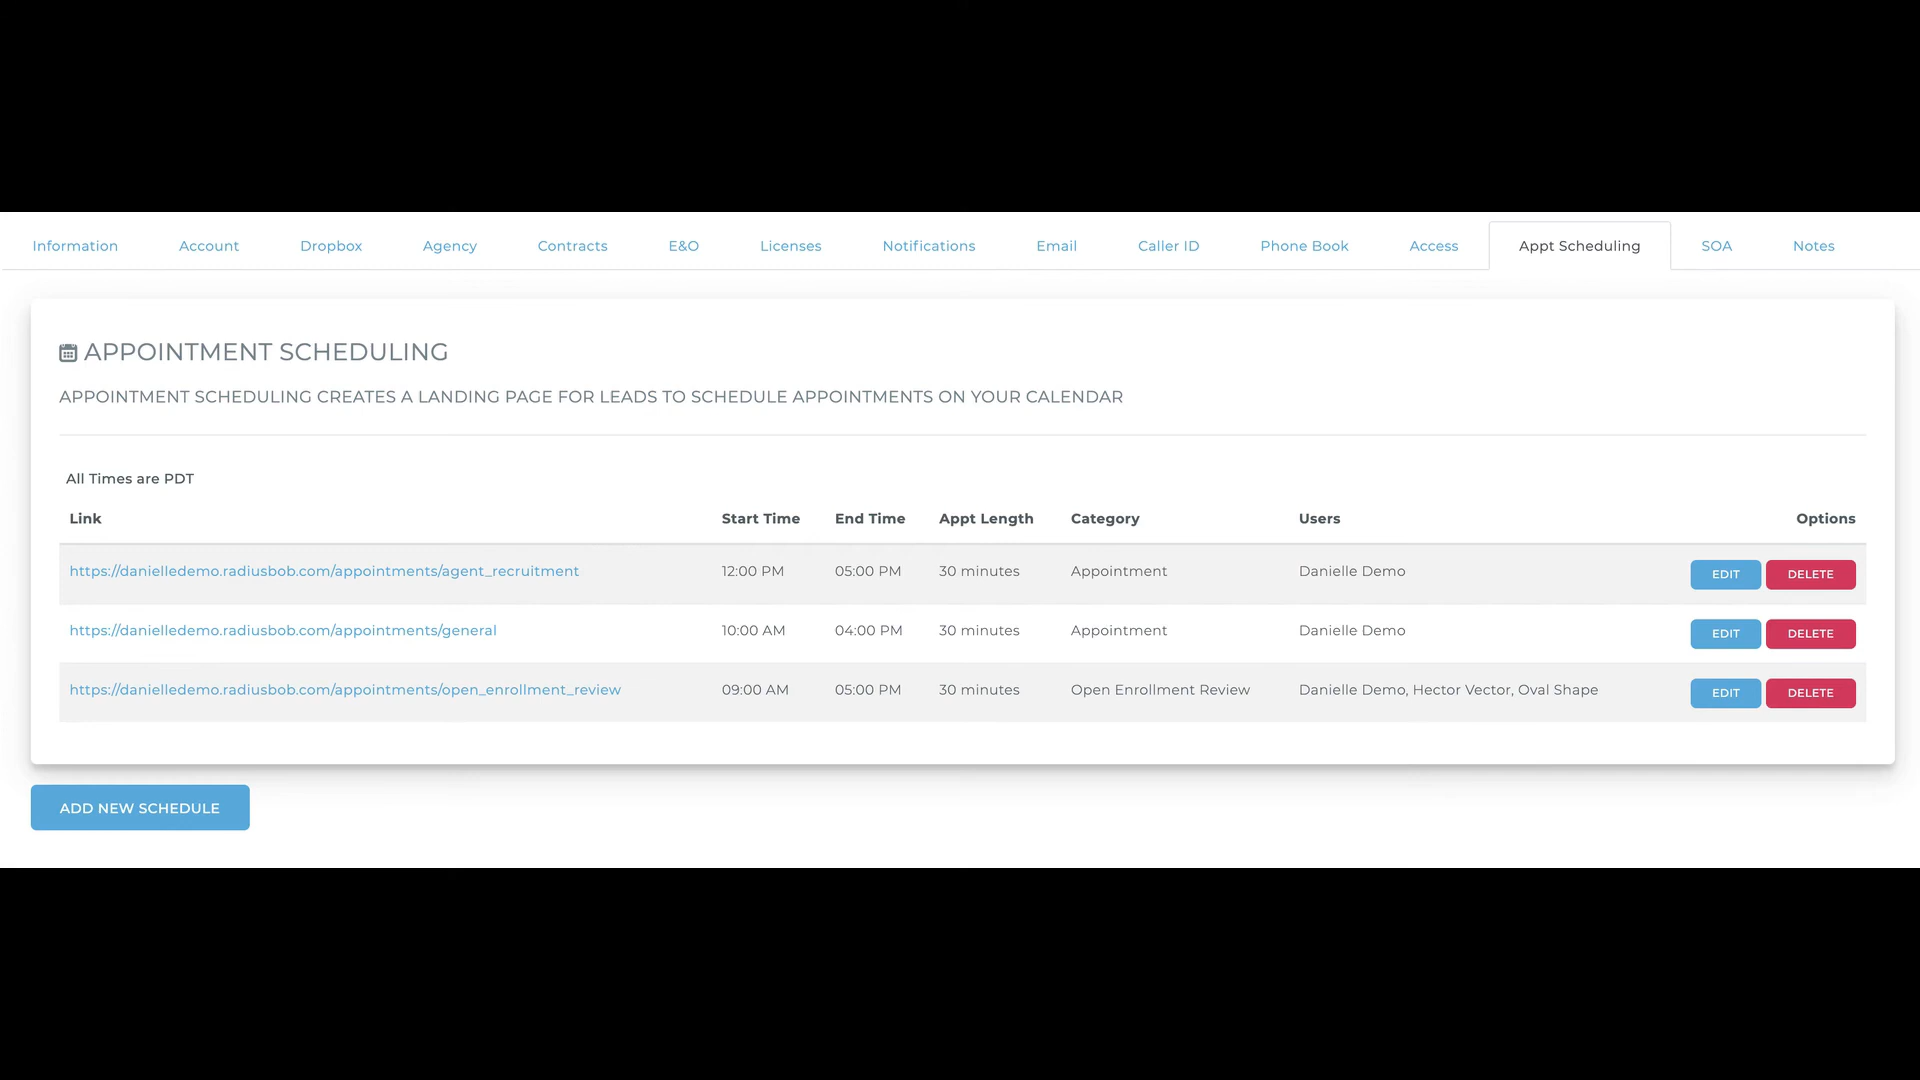 Information Account Dropbox Agency Contracts E&O Licenses Notifications Email Caller ID Phone Book Access Appt Scheduling SOA Notes
APPOINTMENT SCHEDULING
APPOINTMENT SCHEDULING CREATES A LANDING PAGE FOR LEADS TO SCHEDULE APPOINTMENTS ON YOUR CALENDAR
All Times are PDT
Link Start Time End Time Appt Length Category Users Options
https://danielledemo.radiusbob.com/appointments/agent_recruitment 12:00 PM 05:00 PM 30 minutes Appointment Danielle Demo EDIT DELETE
https://danielledemo.radiusbob.com/appointments/general 10:00 AM 04:00 PM 30 minutes Appointment Danielle Demo EDIT DELETE
https://danielledemo.radiusbob.com/appointments/open_enrollment_review 09:00 AM 05:00 PM 30 minutes Open Enrollment Review Danielle Demo, Hector Vector, Oval Shape EDIT DELETE
ADD NEW SCHEDULE